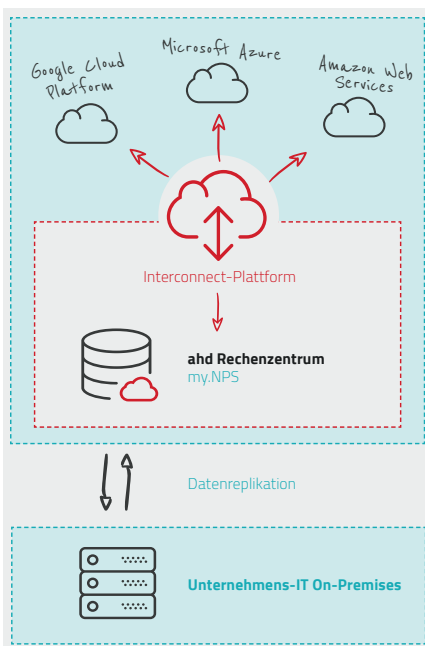 Google Cloud
Platform
Microsoft Azure
Amazon Web
Services
Interconnect-Plattform
ahd Rechenzentrum
my.NPS
Datenreplikation
Unternehmens-IT On-Premises